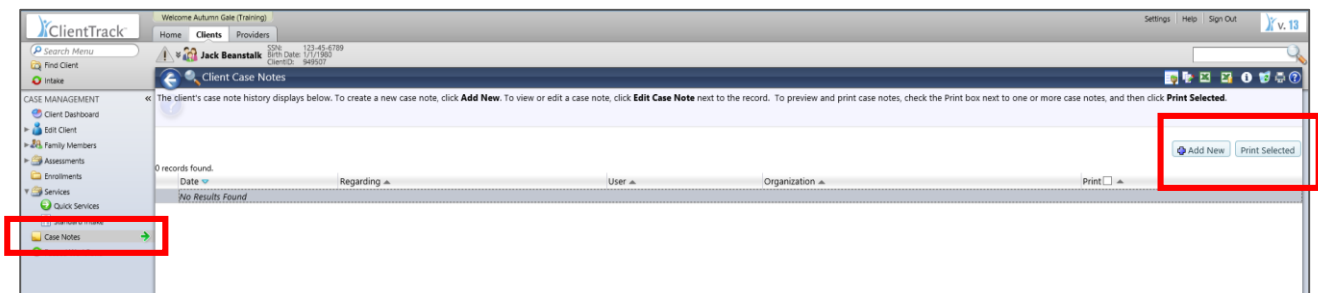 ClientTrack™
Welcome Autumn Gale (Training)
Settings Help Sign Out
v. 13
Home Clients Providers
Search Menu
Find Client
Intake
Jack Beanstalk
SSN: 123-45-6789
Birth Date: 1/1/1980
ClientID: 949507
Client Case Notes
CASE MANAGEMENT
Client Dashboard
Edit Client
Family Members
Assessments
Enrollments
Services
Quick Services
Standard Intake
Case Notes
The client's case note history displays below. To create a new case note, click Add New. To view or edit a case note, click Edit Case Note next to the record. To preview and print case notes, check the Print box next to one or more case notes, and then click Print Selected.
Add New Print Selected
0 records found.
Date Regarding User Organization Print
No Results Found